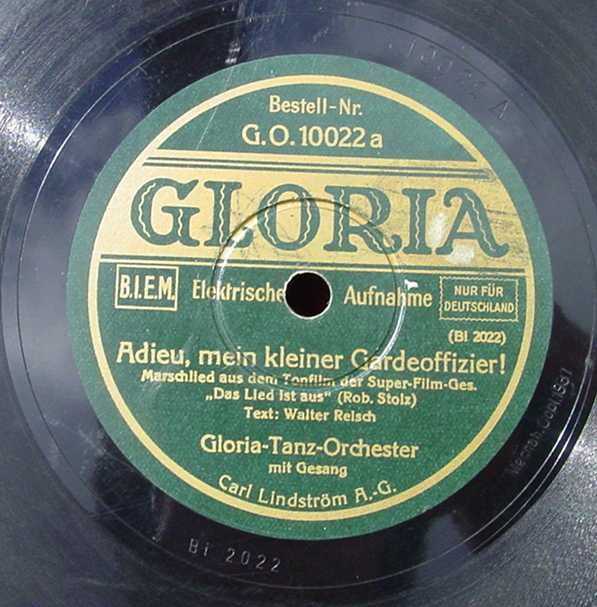 Bestell-Nr.
G.O. 10022 a
GLORIA
B.I.E.M. Elektrische Aufnahme NUR FÜR DEUTSCHLAND
(BI 2022)
Adieu, mein kleiner Gardeoffizier!
Marschlied aus dem Tonfilm der Super-Film-Ges.
„Das Lied ist aus" (Rob. Stolz)
Text: Walter Reisch
Gloria-Tanz-Orchester
mit Gesang
Carl Lindström A.-G.
Bi 2022